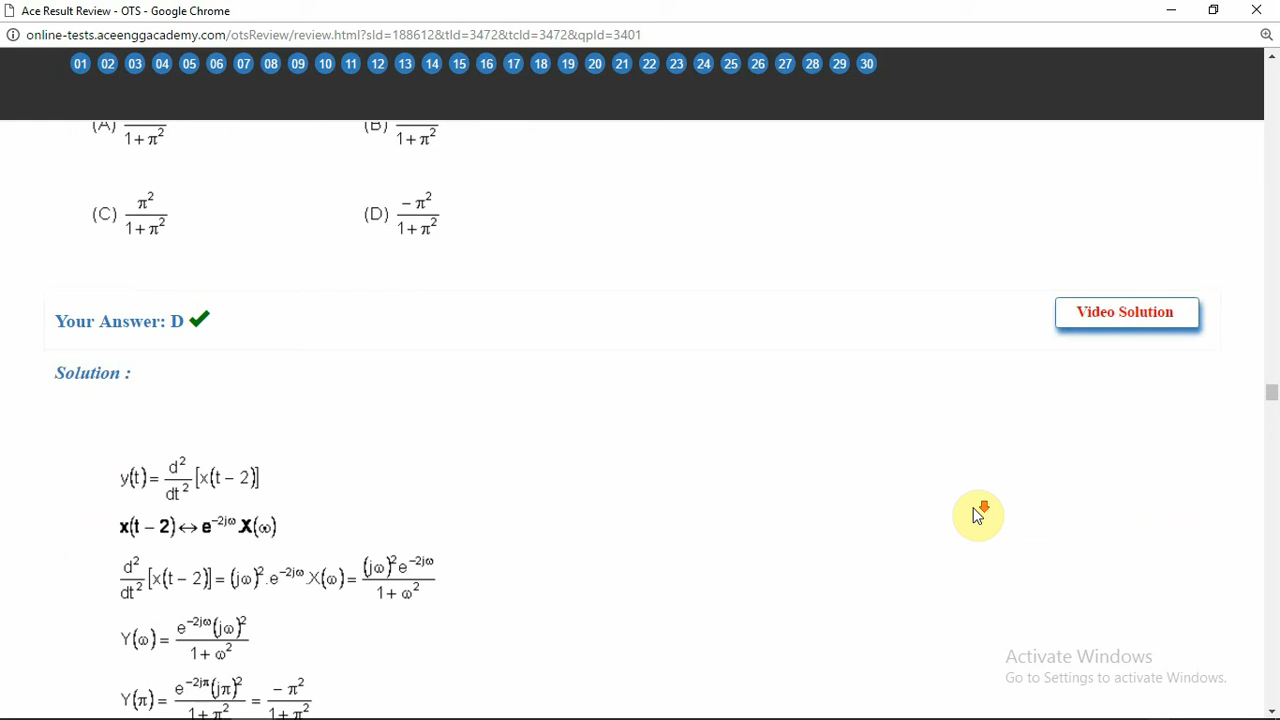 Ace Result Review - OTS - Google Chrome
online-tests.aceenggacademy.com/otsReview/review.html?sId=188612&tId=3472&tcId=3472&qpId=3401
01 02 03 04 05 06 07 08 09 10 11 12 13 14 15 16 17 18 19 20 21 22 23 24 25 26 27 28 29 30
(A) 1+π² (B) 1+π²
(C) π²/1+π² (D) -π²/1+π²
Your Answer: D
Video Solution
Solution :
y(t)= d²/dt² [x(t − 2)]
x(t − 2)↔e^−2jω X(ω)
d²/dt² [x(t − 2)]= (jω)².e^−2jω X(ω)= (jω)²e^−2jω/1+ω²
Y(ω)= e^−2jω(jω)²/1+ω²
Y(π)= e^−2jπ(jπ)²/1+π² = −π²/1+π²
Activate Windows
Go to Settings to activate Windows.